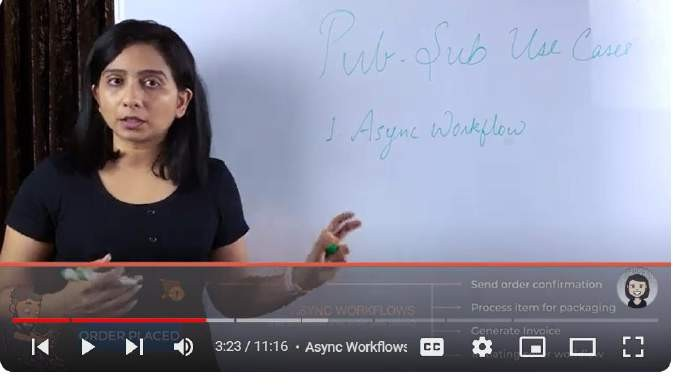 Pub-Sub Use Cases
1. Async Workflow
Send order confirmation
ASYNC WORKFLOWS
Process item for packaging
ORDER PLACED
Generate Invoice
3:23 / 11:16 • Async Workflows
CC